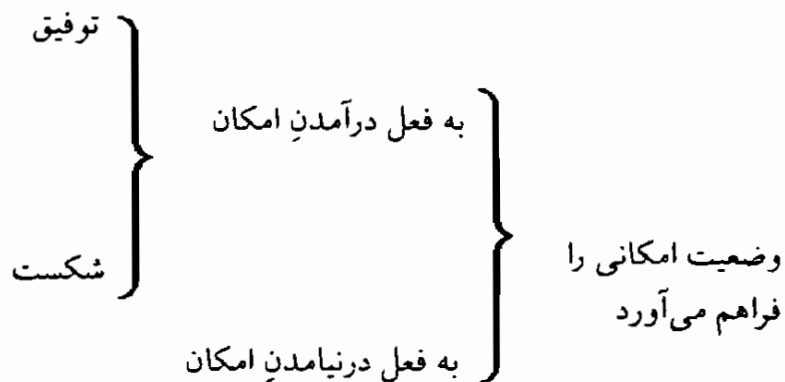 وضعیت امکانی را
فراهم می‌آورد
به فعل درآمدنِ امکان
به فعل درنیامدنِ امکان
توفیق
شکست